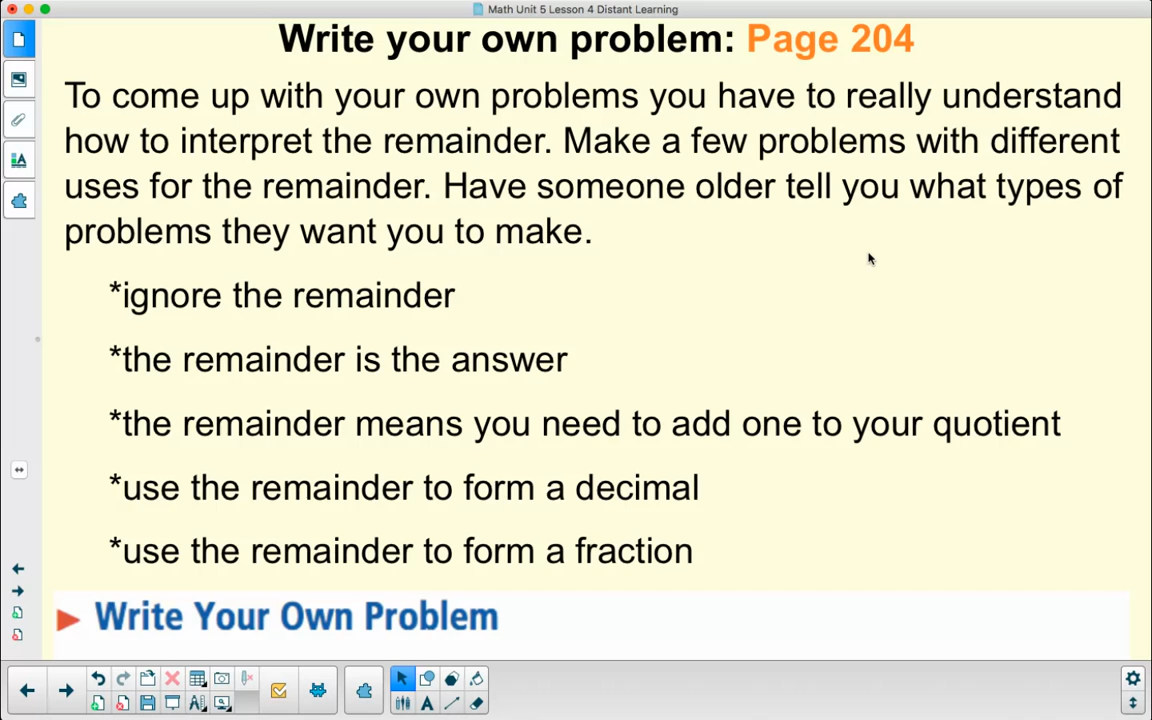 Math Unit 5 Lesson 4 Distant Learning
Write your own problem: Page 204
To come up with your own problems you have to really understand
how to interpret the remainder. Make a few problems with different
uses for the remainder. Have someone older tell you what types of
problems they want you to make.
*ignore the remainder
*the remainder is the answer
*the remainder means you need to add one to your quotient
*use the remainder to form a decimal
*use the remainder to form a fraction
Write Your Own Problem